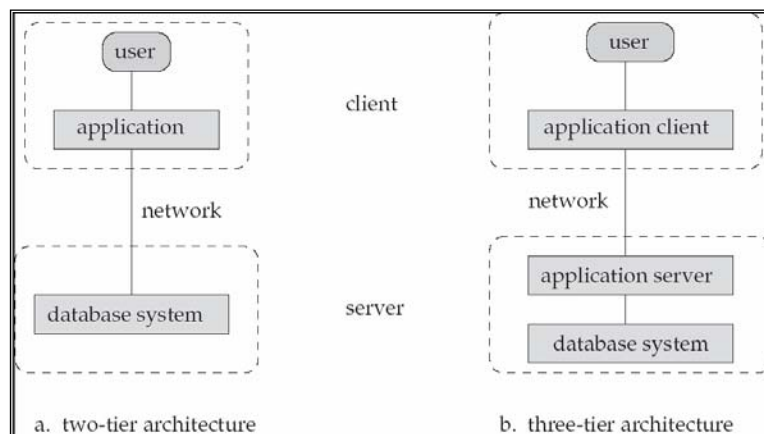 user
application
network
database system
a. two-tier architecture
client
server
user
application client
network
application server
database system
b. three-tier architecture